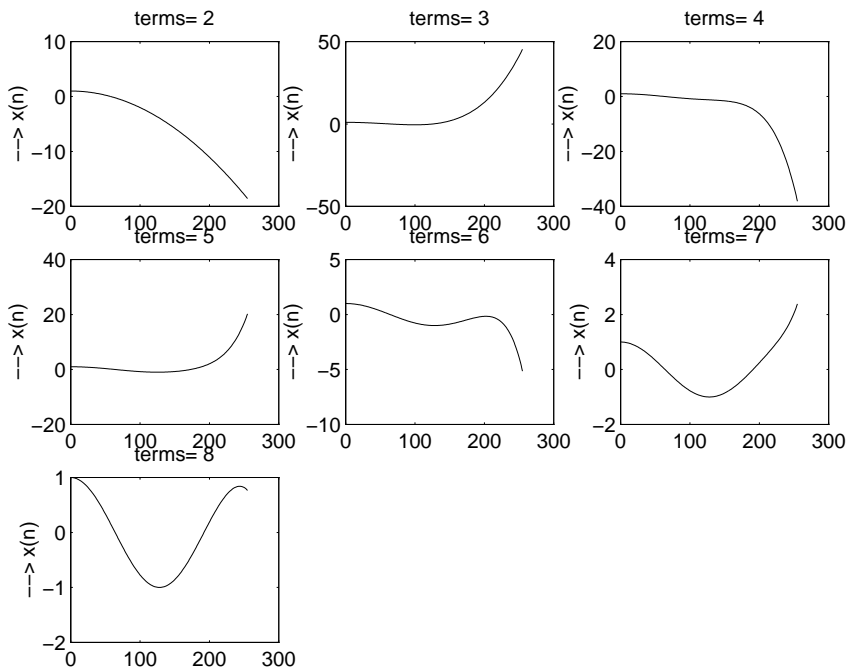 terms= 2
10
0
−10
−20
0 100 200 300
−−> x(n)
terms= 3
50
0
−50
0 100 200 300
−−> x(n)
terms= 4
20
0
−20
−40
0 100 200 300
−−> x(n)
terms= 5
40
20
0
−20
0 100 200 300
−−> x(n)
terms= 6
5
0
−5
−10
0 100 200 300
−−> x(n)
terms= 7
4
2
0
−2
0 100 200 300
−−> x(n)
terms= 8
1
0
−1
−2
0 100 200 300
−−> x(n)